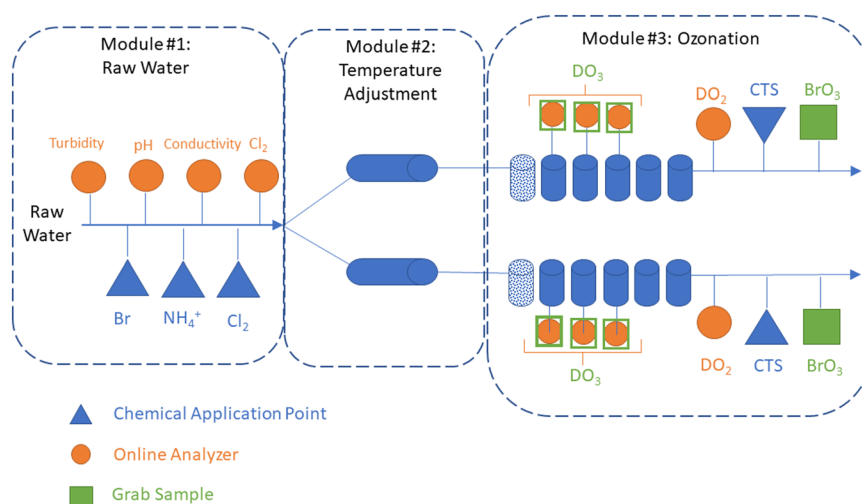 Module #1:
Raw Water
Module #2:
Temperature
Adjustment
Module #3: Ozonation
Turbidity
pH
Conductivity
Cl₂
Raw
Water
Br
NH₄⁺
Cl₂
DO₃
DO₂
CTS
BrO₃
DO₃
DO₂
CTS
BrO₃
Chemical Application Point
Online Analyzer
Grab Sample